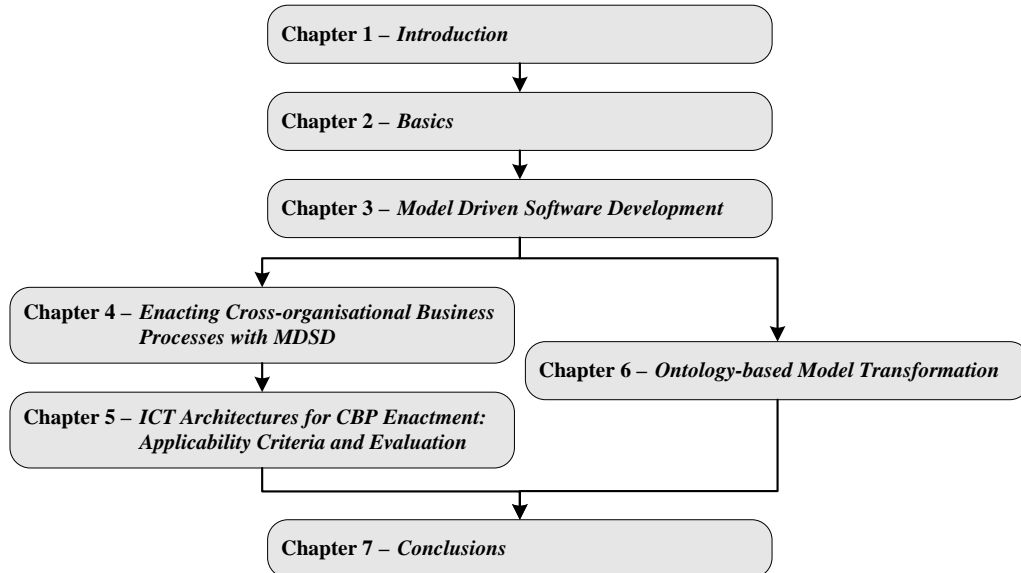 Chapter 1 – Introduction
Chapter 2 – Basics
Chapter 3 – Model Driven Software Development
Chapter 4 – Enacting Cross-organisational Business
Processes with MDSD
Chapter 6 – Ontology-based Model Transformation
Chapter 5 – ICT Architectures for CBP Enactment:
Applicability Criteria and Evaluation
Chapter 7 – Conclusions